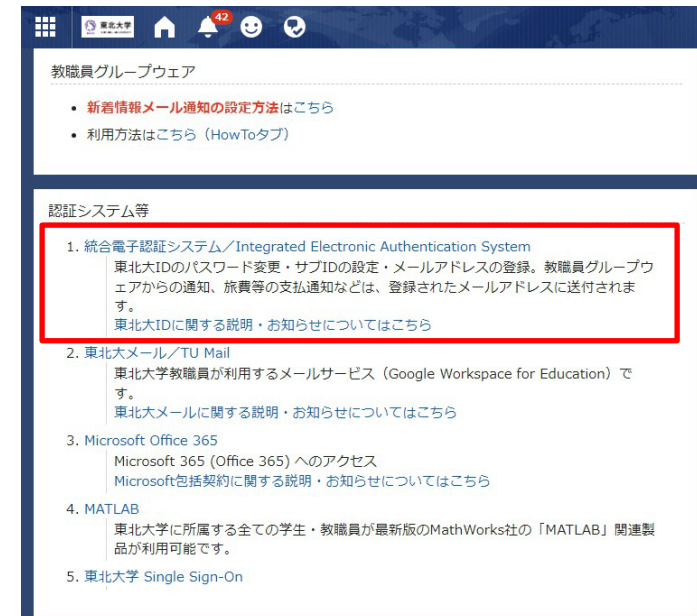 東北大学
42
教職員グループウェア
• 新着情報メール通知の設定方法はこちら
• 利用方法はこちら（HowToタブ）
認証システム等
1. 統合電子認証システム／Integrated Electronic Authentication System
東北大IDのパスワード変更・サブIDの設定・メールアドレスの登録。教職員グループウ
ェアからの通知、旅費等の支払通知などは、登録されたメールアドレスに送付されま
す。
東北大IDに関する説明・お知らせについてはこちら
2. 東北大メール／TU Mail
東北大学教職員が利用するメールサービス（Google Workspace for Education）で
す。
東北大メールに関する説明・お知らせについてはこちら
3. Microsoft Office 365
Microsoft 365 (Office 365) へのアクセス
Microsoft包括契約に関する説明・お知らせについてはこちら
4. MATLAB
東北大学に所属する全ての学生・教職員が最新版のMathWorks社の「MATLAB」関連製
品が利用可能です。
5. 東北大学 Single Sign-On